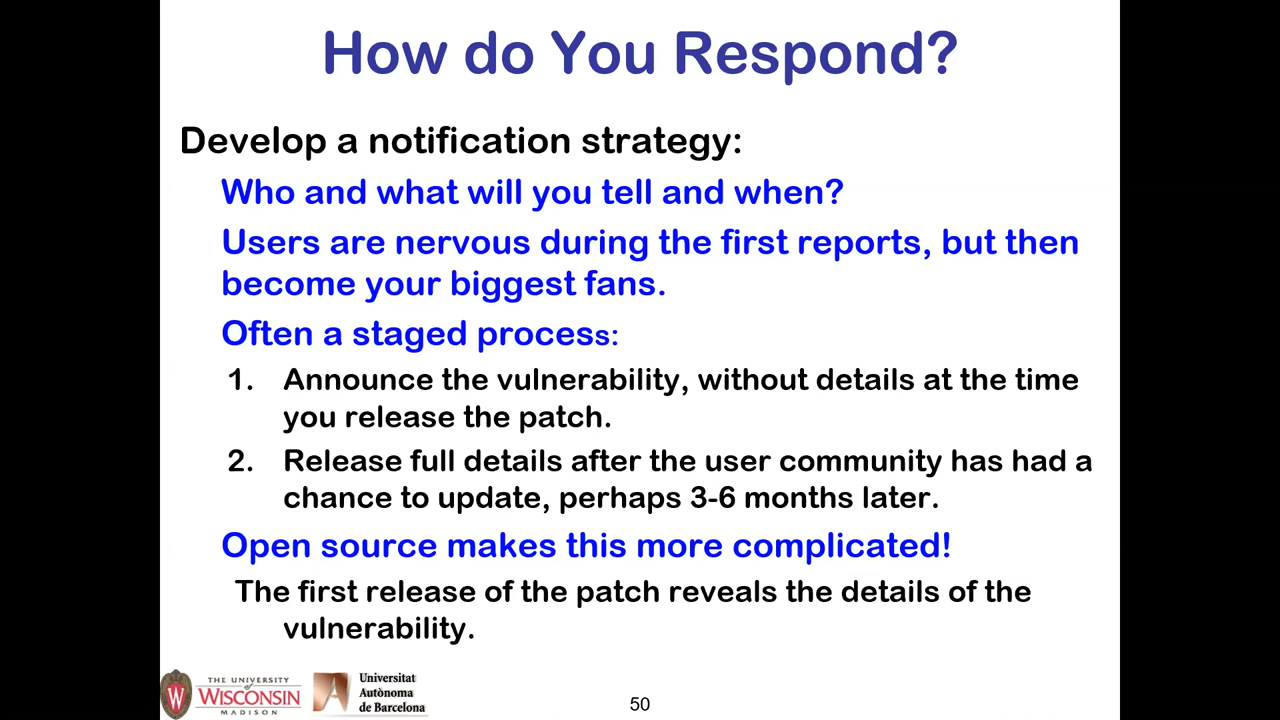 How do You Respond?
Develop a notification strategy:
Who and what will you tell and when?
Users are nervous during the first reports, but then
become your biggest fans.
Often a staged process:
1. Announce the vulnerability, without details at the time
you release the patch.
2. Release full details after the user community has had a
chance to update, perhaps 3-6 months later.
Open source makes this more complicated!
The first release of the patch reveals the details of the
vulnerability.
THE UNIVERSITY
of
WISCONSIN
MADISON
Universitat
Autònoma
de Barcelona
50